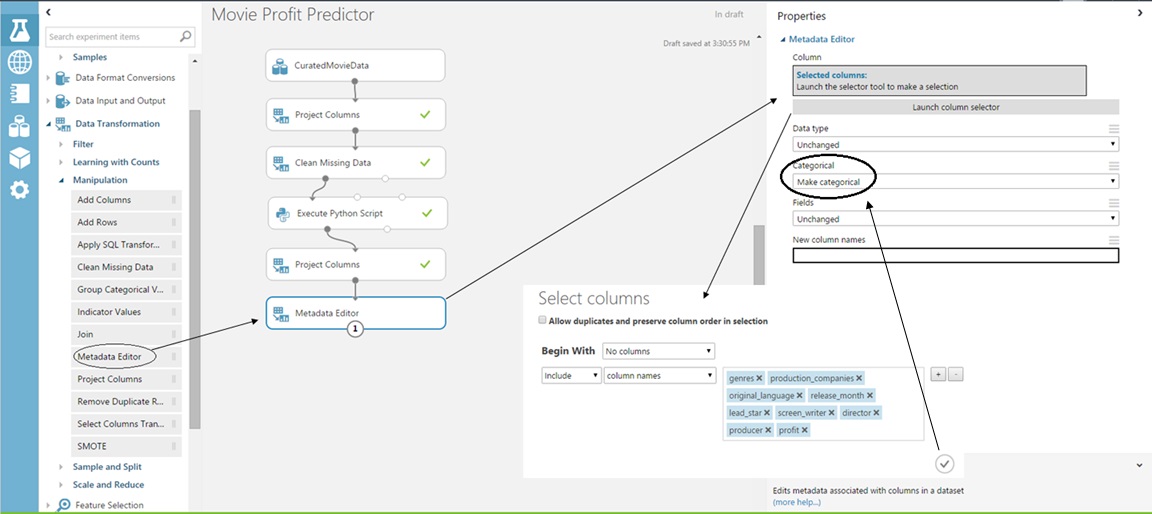 Movie Profit Predictor
In draft
Draft saved at 3:30:55 PM
Search experiment items
Samples
Data Format Conversions
Data Input and Output
Data Transformation
Filter
Learning with Counts
Manipulation
Add Columns
Add Rows
Apply SQL Transfor...
Clean Missing Data
Group Categorical V...
Indicator Values
Join
Metadata Editor
Project Columns
Remove Duplicate R...
Select Columns Tran...
SMOTE
Sample and Split
Scale and Reduce
Feature Selection
CuratedMovieData
Project Columns
Clean Missing Data
Execute Python Script
Project Columns
Metadata Editor
1
Properties
Metadata Editor
Column
Selected columns:
Launch the selector tool to make a selection
Launch column selector
Data type
Unchanged
Categorical
Make categorical
Fields
Unchanged
New column names
Select columns
Allow duplicates and preserve column order in selection
Begin With No columns
Include column names
genres production_companies
original_language release_month
lead_star screen_writer director
producer profit
Edits metadata associated with columns in a dataset
(more help...)